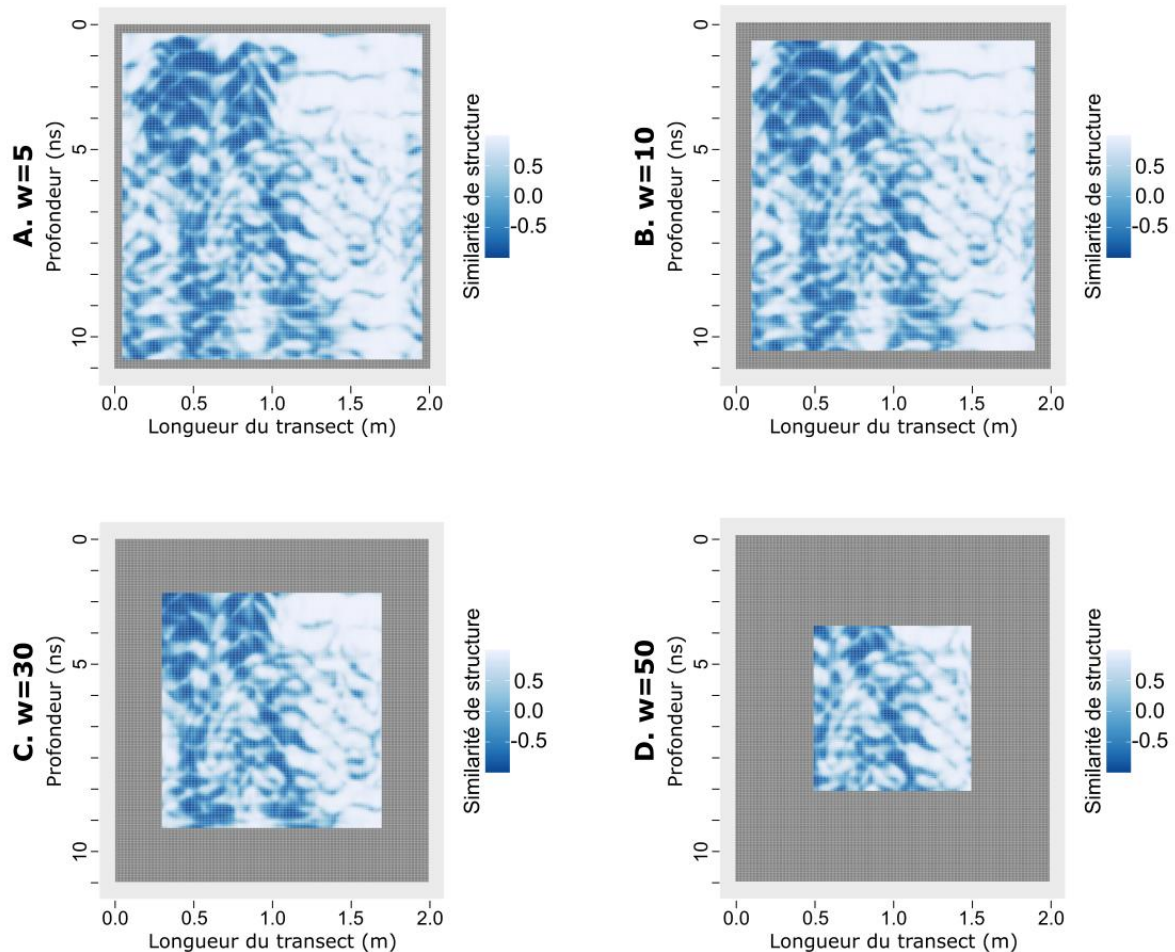 A. w=5
Profondeur (ns)
0
5
10
0.0 0.5 1.0 1.5 2.0
Longueur du transect (m)
Similarité de structure
0.5
0.0
-0.5
B. w=10
Profondeur (ns)
0
5
10
0.0 0.5 1.0 1.5 2.0
Longueur du transect (m)
Similarité de structure
0.5
0.0
-0.5
C. w=30
Profondeur (ns)
0
5
10
0.0 0.5 1.0 1.5 2.0
Longueur du transect (m)
Similarité de structure
0.5
0.0
-0.5
D. w=50
Profondeur (ns)
0
5
10
0.0 0.5 1.0 1.5 2.0
Longueur du transect (m)
Similarité de structure
0.5
0.0
-0.5